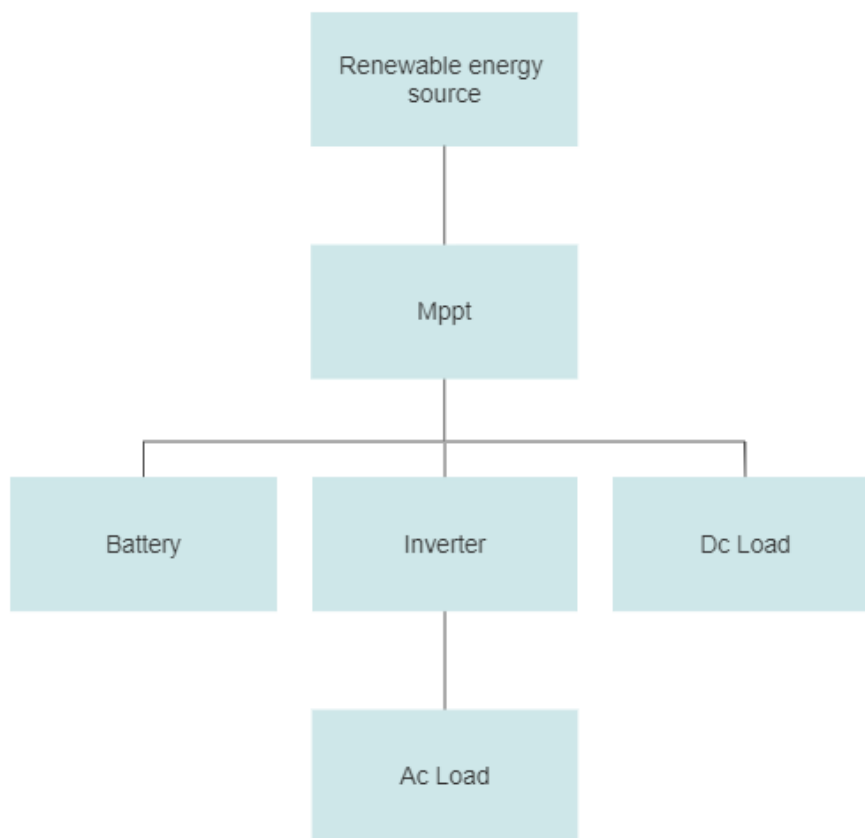 Renewable energy
source
Mppt
Battery
Inverter
Dc Load
Ac Load